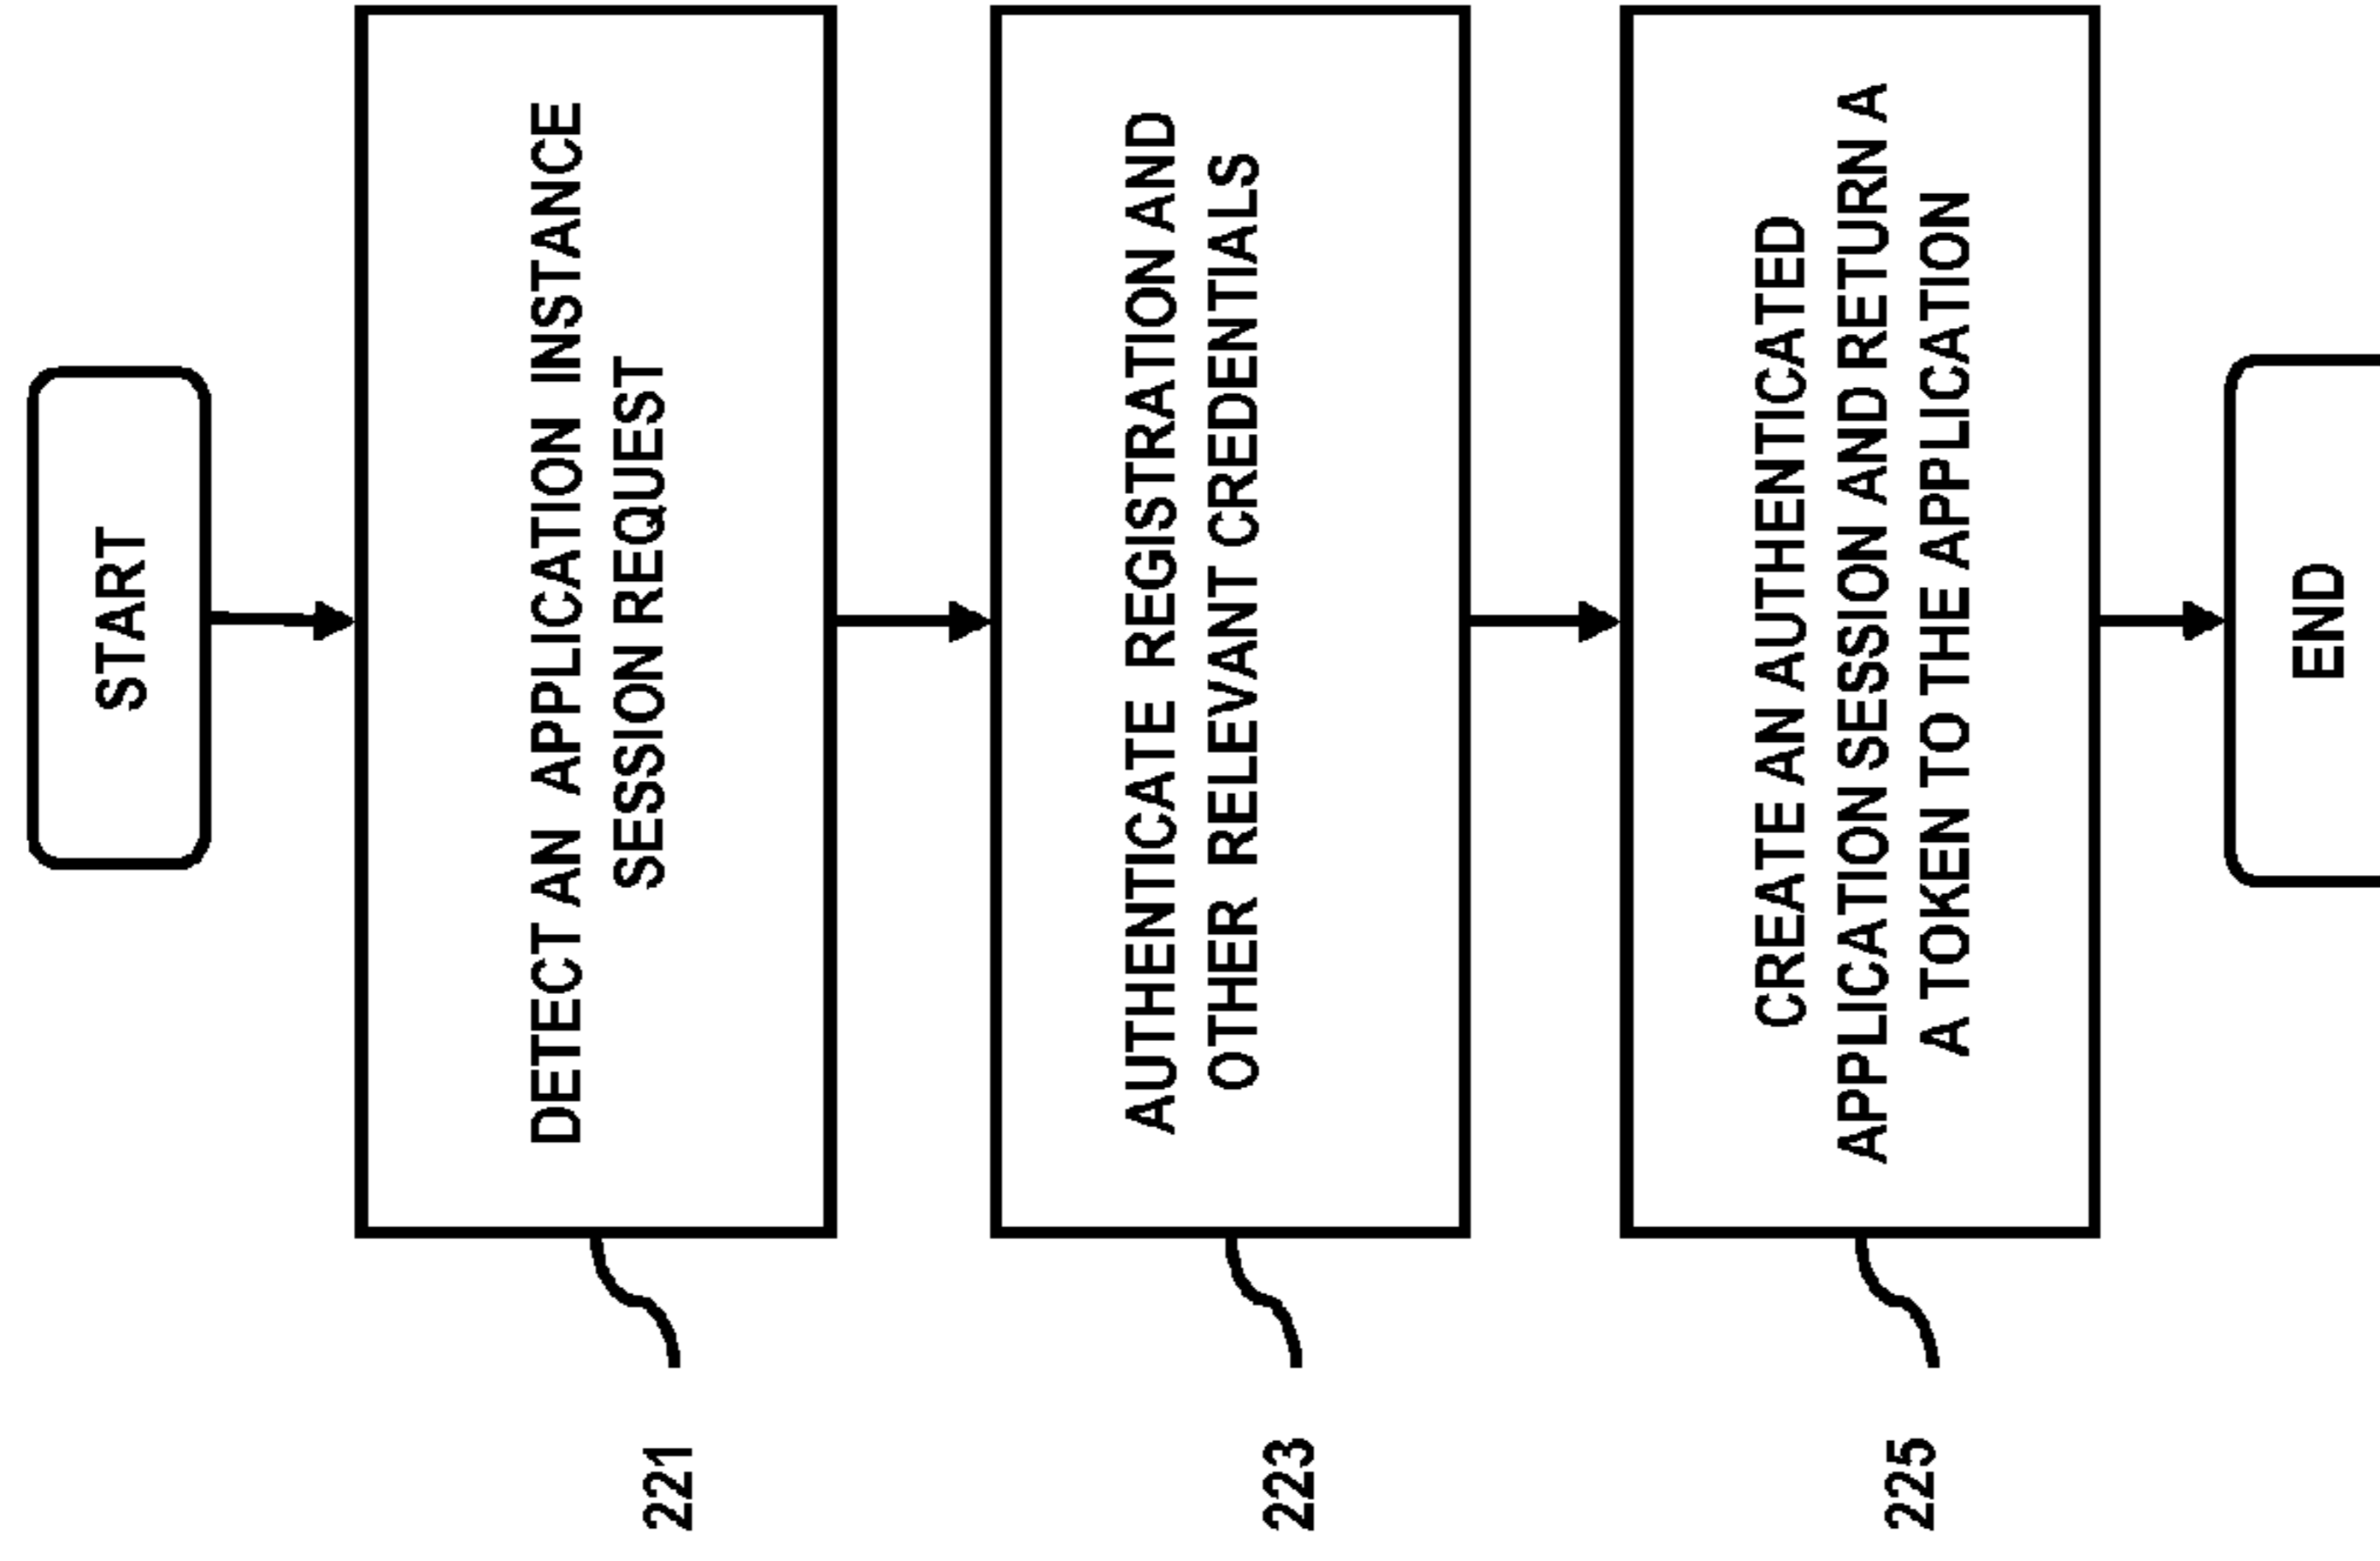 START
DETECT AN APPLICATION INSTANCE
SESSION REQUEST
221
AUTHENTICATE REGISTRATION AND
OTHER RELEVANT CREDENTIALS
223
CREATE AN AUTHENTICATED
APPLICATION SESSION AND RETURN A
A TOKEN TO THE APPLICATION
225
END